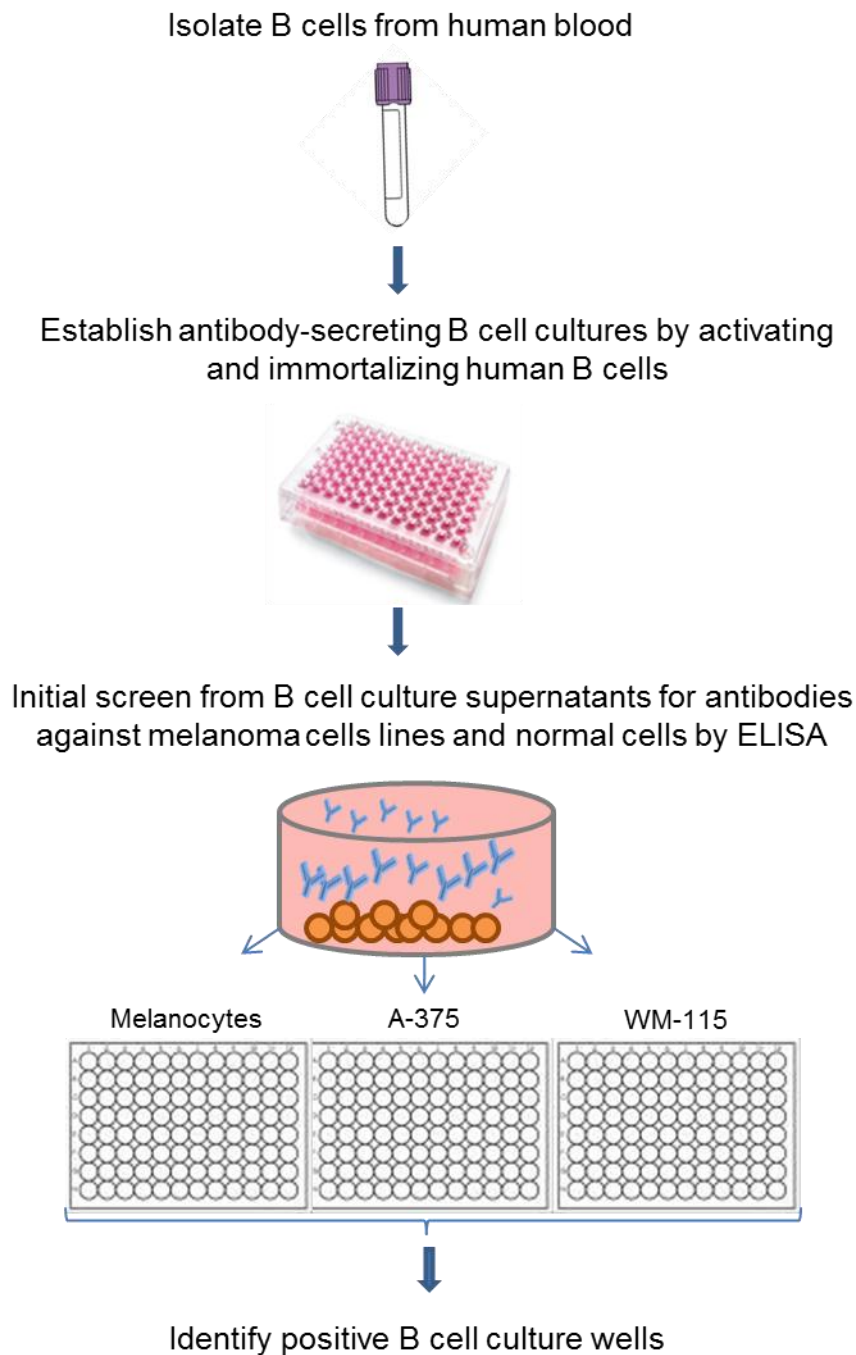 Isolate B cells from human blood
Establish antibody-secreting B cell cultures by activating
and immortalizing human B cells
Initial screen from B cell culture supernatants for antibodies
against melanoma cells lines and normal cells by ELISA
Melanocytes
A-375
WM-115
Identify positive B cell culture wells